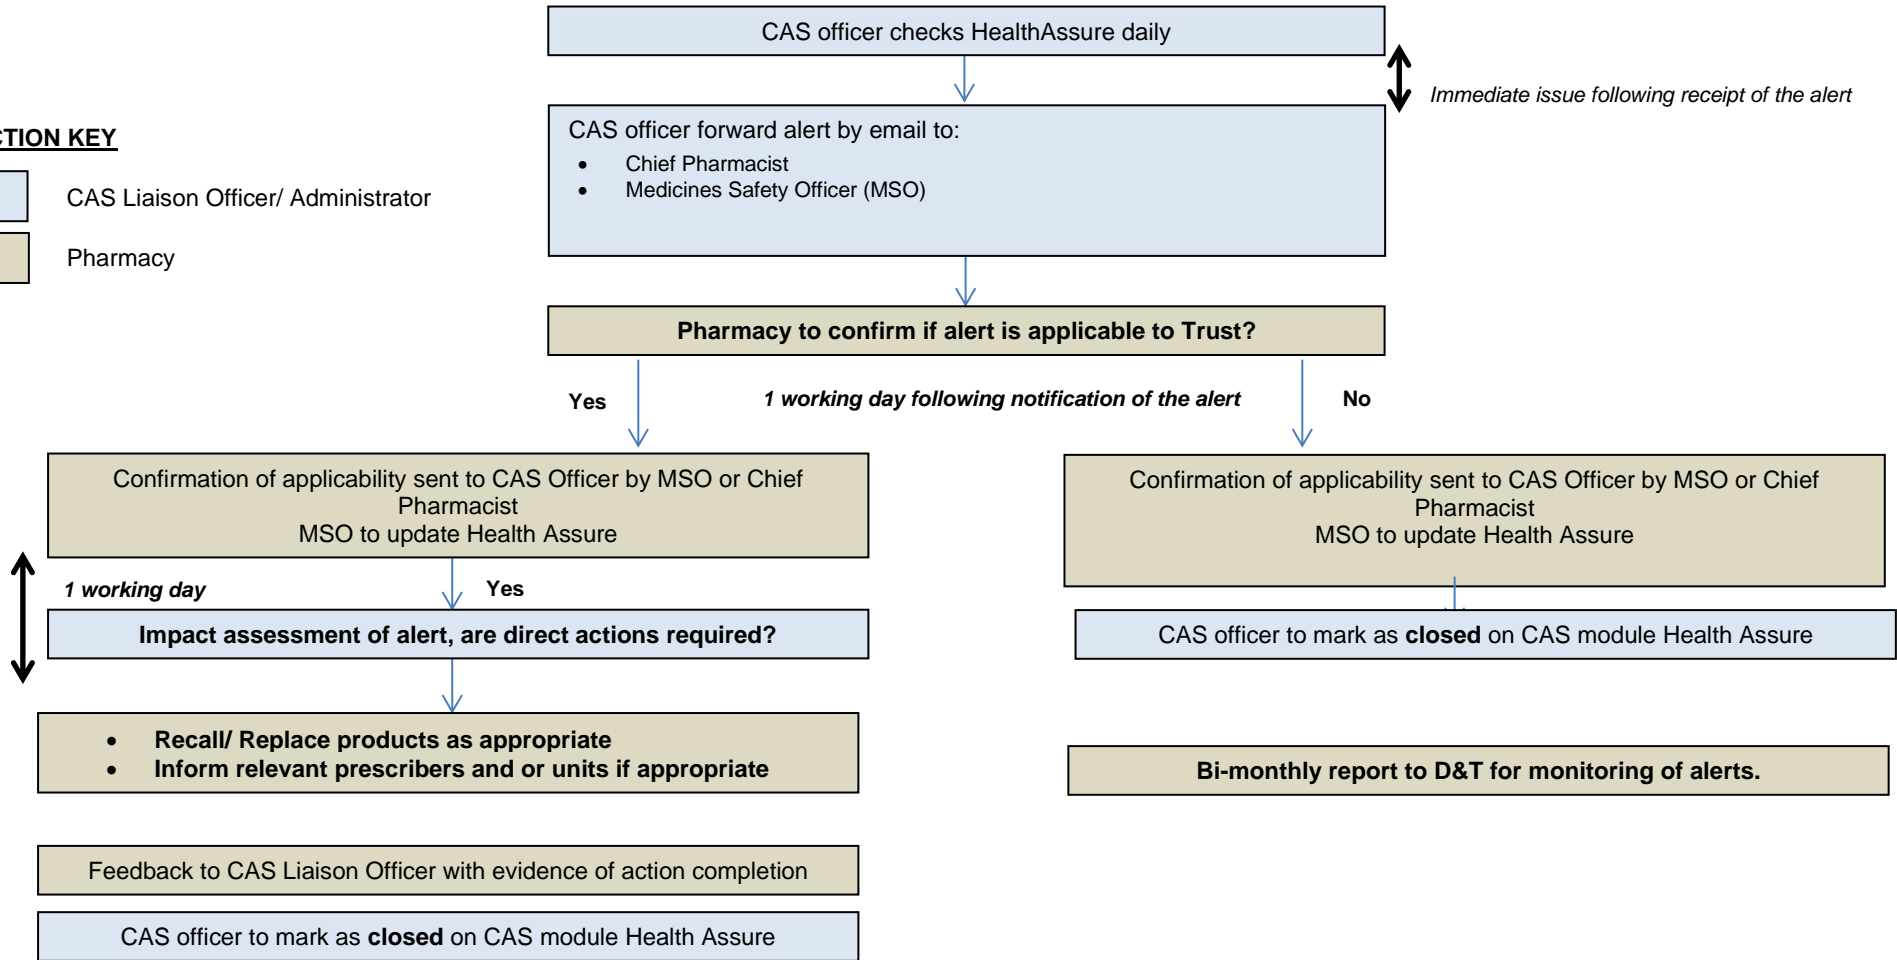 CAS officer checks HealthAssure daily
Immediate issue following receipt of the alert
CTION KEY
CAS Liaison Officer/ Administrator
Pharmacy
CAS officer forward alert by email to:
• Chief Pharmacist
• Medicines Safety Officer (MSO)
Pharmacy to confirm if alert is applicable to Trust?
Yes
1 working day following notification of the alert
No
Confirmation of applicability sent to CAS Officer by MSO or Chief
Pharmacist
MSO to update Health Assure
Confirmation of applicability sent to CAS Officer by MSO or Chief
Pharmacist
MSO to update Health Assure
1 working day
Yes
Impact assessment of alert, are direct actions required?
CAS officer to mark as closed on CAS module Health Assure
• Recall/ Replace products as appropriate
• Inform relevant prescribers and or units if appropriate
Bi-monthly report to D&T for monitoring of alerts.
Feedback to CAS Liaison Officer with evidence of action completion
CAS officer to mark as closed on CAS module Health Assure